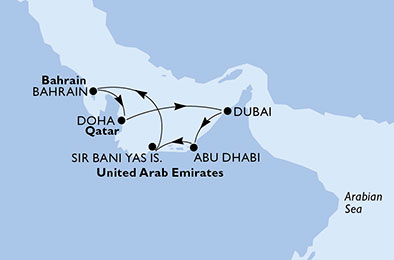 Bahrain
BAHRAIN
DOHA
Qatar
DUBAI
SIR BANI YAS IS.
ABU DHABI
United Arab Emirates
Arabian
Sea